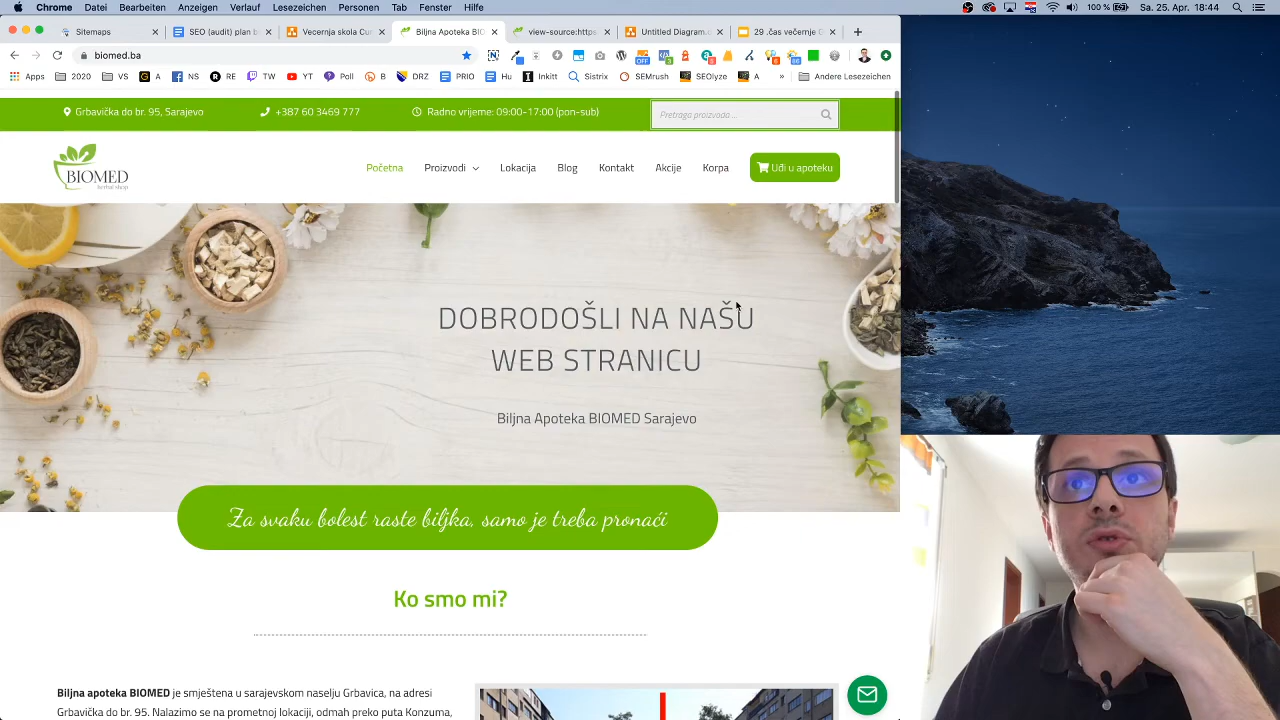 Chrome Datei Bearbeiten Anzeigen Verlauf Lesezeichen Personen Tab Fenster Hilfe 100 % Sa. 25. Apr. 18:44
Sitemaps SEO (audit) plan b Vecernja skola Cu Biljna Apoteka BIOMED view-source:https Untitled Diagram.d 29 .čas večernje
biomed.ba
Apps 2020 VS A FS RE TW YT Poll B DRZ PRIO Hu Inkitt Sistrix SEMrush SEOlyze A » Andere Lesezeichen
Grbavička do br. 95, Sarajevo +387 60 3469 777 Radno vrijeme: 09:00-17:00 (pon-sub) Pretraga proizvoda ...
BIOMED
herbal shop
Početna Proizvodi Lokacija Blog Kontakt Akcije Korpa Uđi u apoteku
DOBRODOŠLI NA NAŠU
WEB STRANICU
Biljna Apoteka BIOMED Sarajevo
Za svaku bolest raste biljka, samo je treba pronaći
Ko smo mi?
Biljna apoteka BIOMED je smještena u sarajevskom naselju Grbavica, na adresi
Grbavička do br. 95. Nalazimo se na prometnoj lokaciji, odmah preko puta Konzuma,